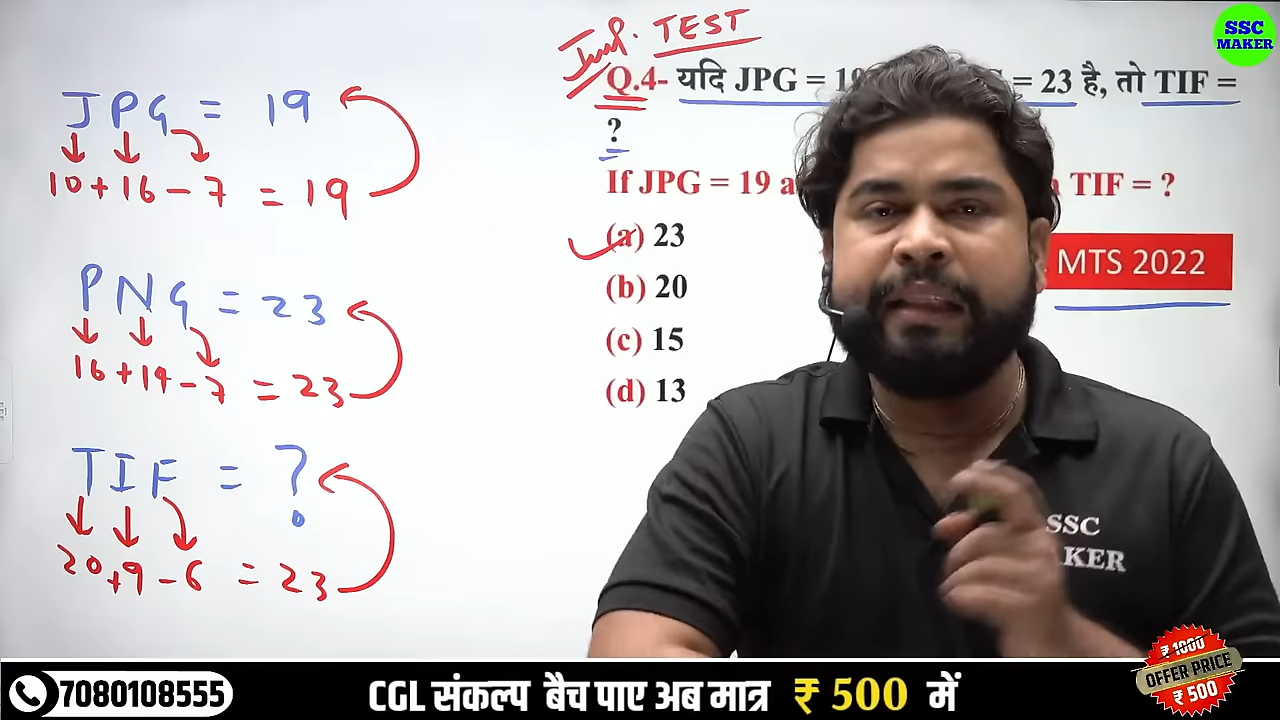 Imp. TEST
SSC
MAKER
Q.4- यदि JPG = 19 = 23 है, तो TIF =
?
If JPG = 19 a TIF = ?
(a) 23
(b) 20
(c) 15
(d) 13
MTS 2022
JPG = 19
10+16-7 = 19
PNG = 23
16+14-7 = 23
TIF = ?
20+9-6 = 23
SSC
KER
7080108555
CGL संकल्प बैच पाए अब मात्र ₹ 500 में
₹ 1000
OFFER PRICE
₹ 500